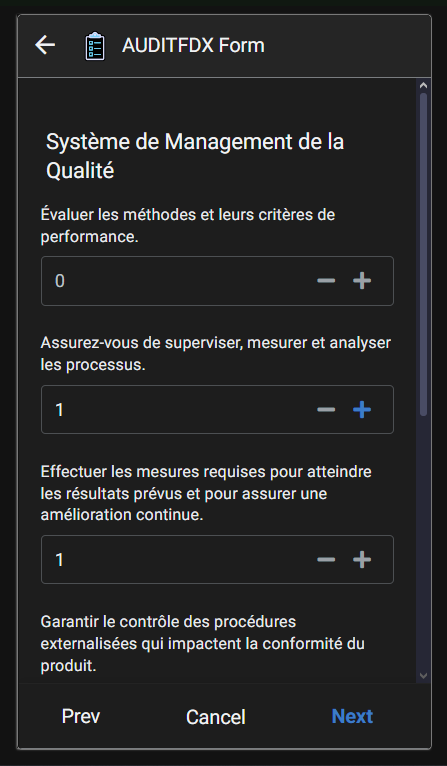 AUDITFDX Form
Système de Management de la
Qualité
Évaluer les méthodes et leurs critères de
performance.
0
Assurez-vous de superviser, mesurer et analyser
les processus.
1
Effectuer les mesures requises pour atteindre
les résultats prévus et pour assurer une
amélioration continue.
1
Garantir le contrôle des procédures
externalisées qui impactent la conformité du
produit.
Prev Cancel Next